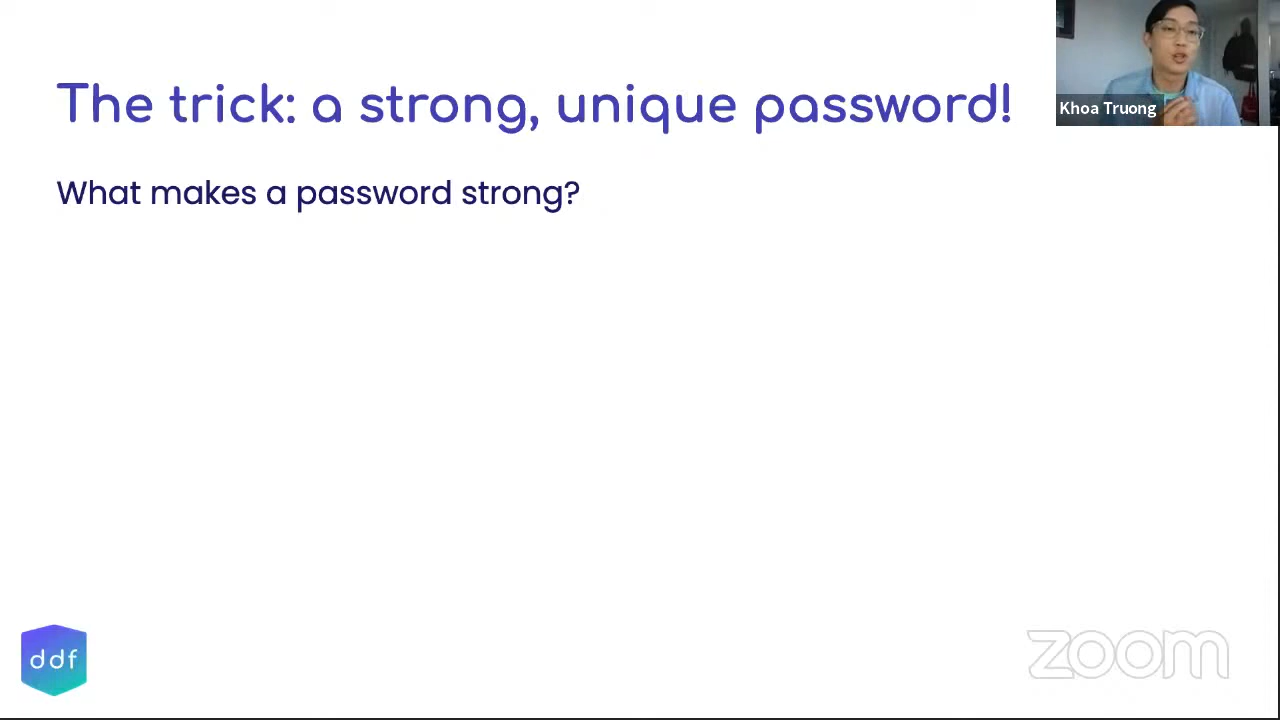 The trick: a strong, unique password!
Khoa Truong
What makes a password strong?
ddf
zoom